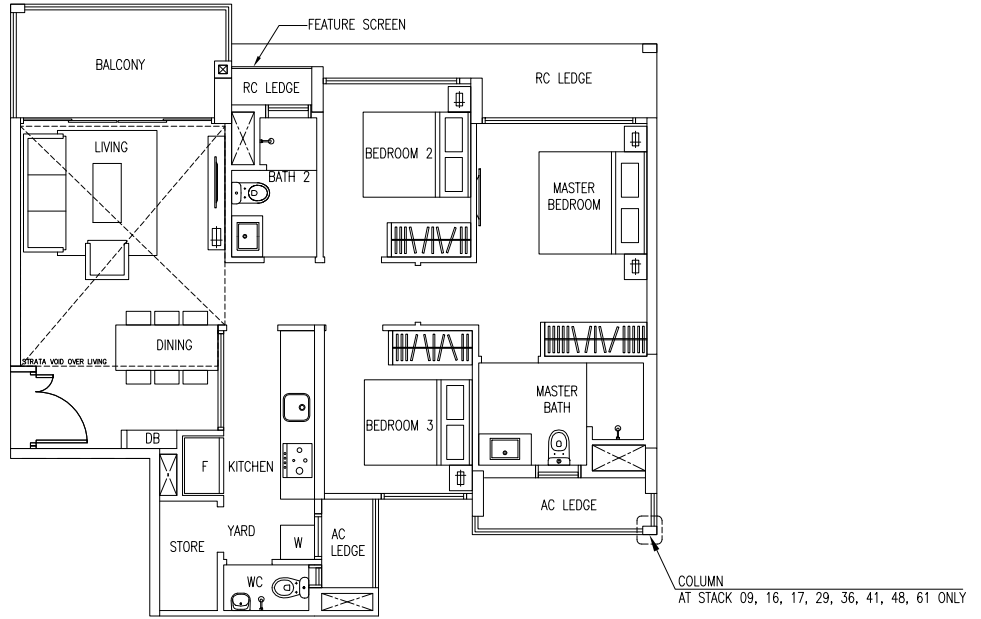 FEATURE SCREEN
BALCONY
RC LEDGE
RC LEDGE
LIVING
BEDROOM 2
BATH 2
MASTER
BEDROOM
DINING
STRATA VOID OVER LIVING
MASTER
BATH
BEDROOM 3
DB
F
KITCHEN
AC LEDGE
YARD
W
AC
LEDGE
STORE
WC
COLUMN
AT STACK 09, 16, 17, 29, 36, 41, 48, 61 ONLY